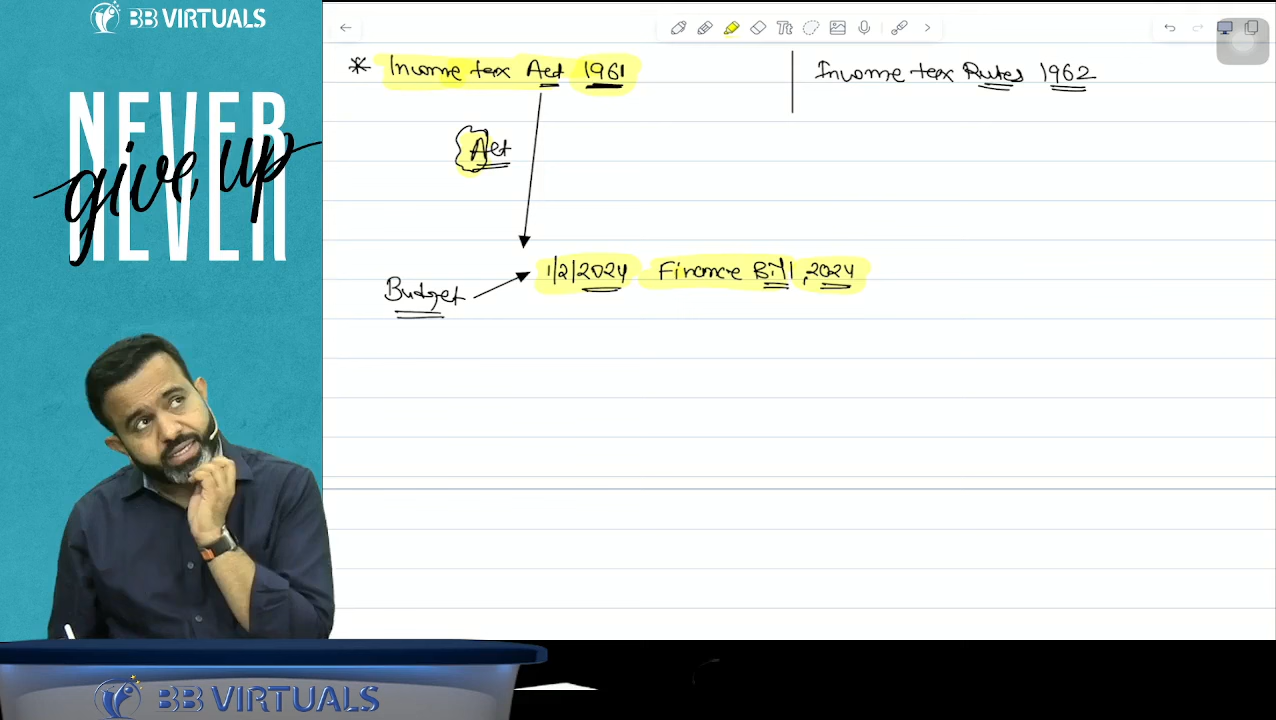 BB VIRTUALS
NEVER
give up
NEVER
* Income tax Act 1961
Income tax Rules 1962
Act
1/2/2024 Finance Bill, 2024
Budget
BB VIRTUALS